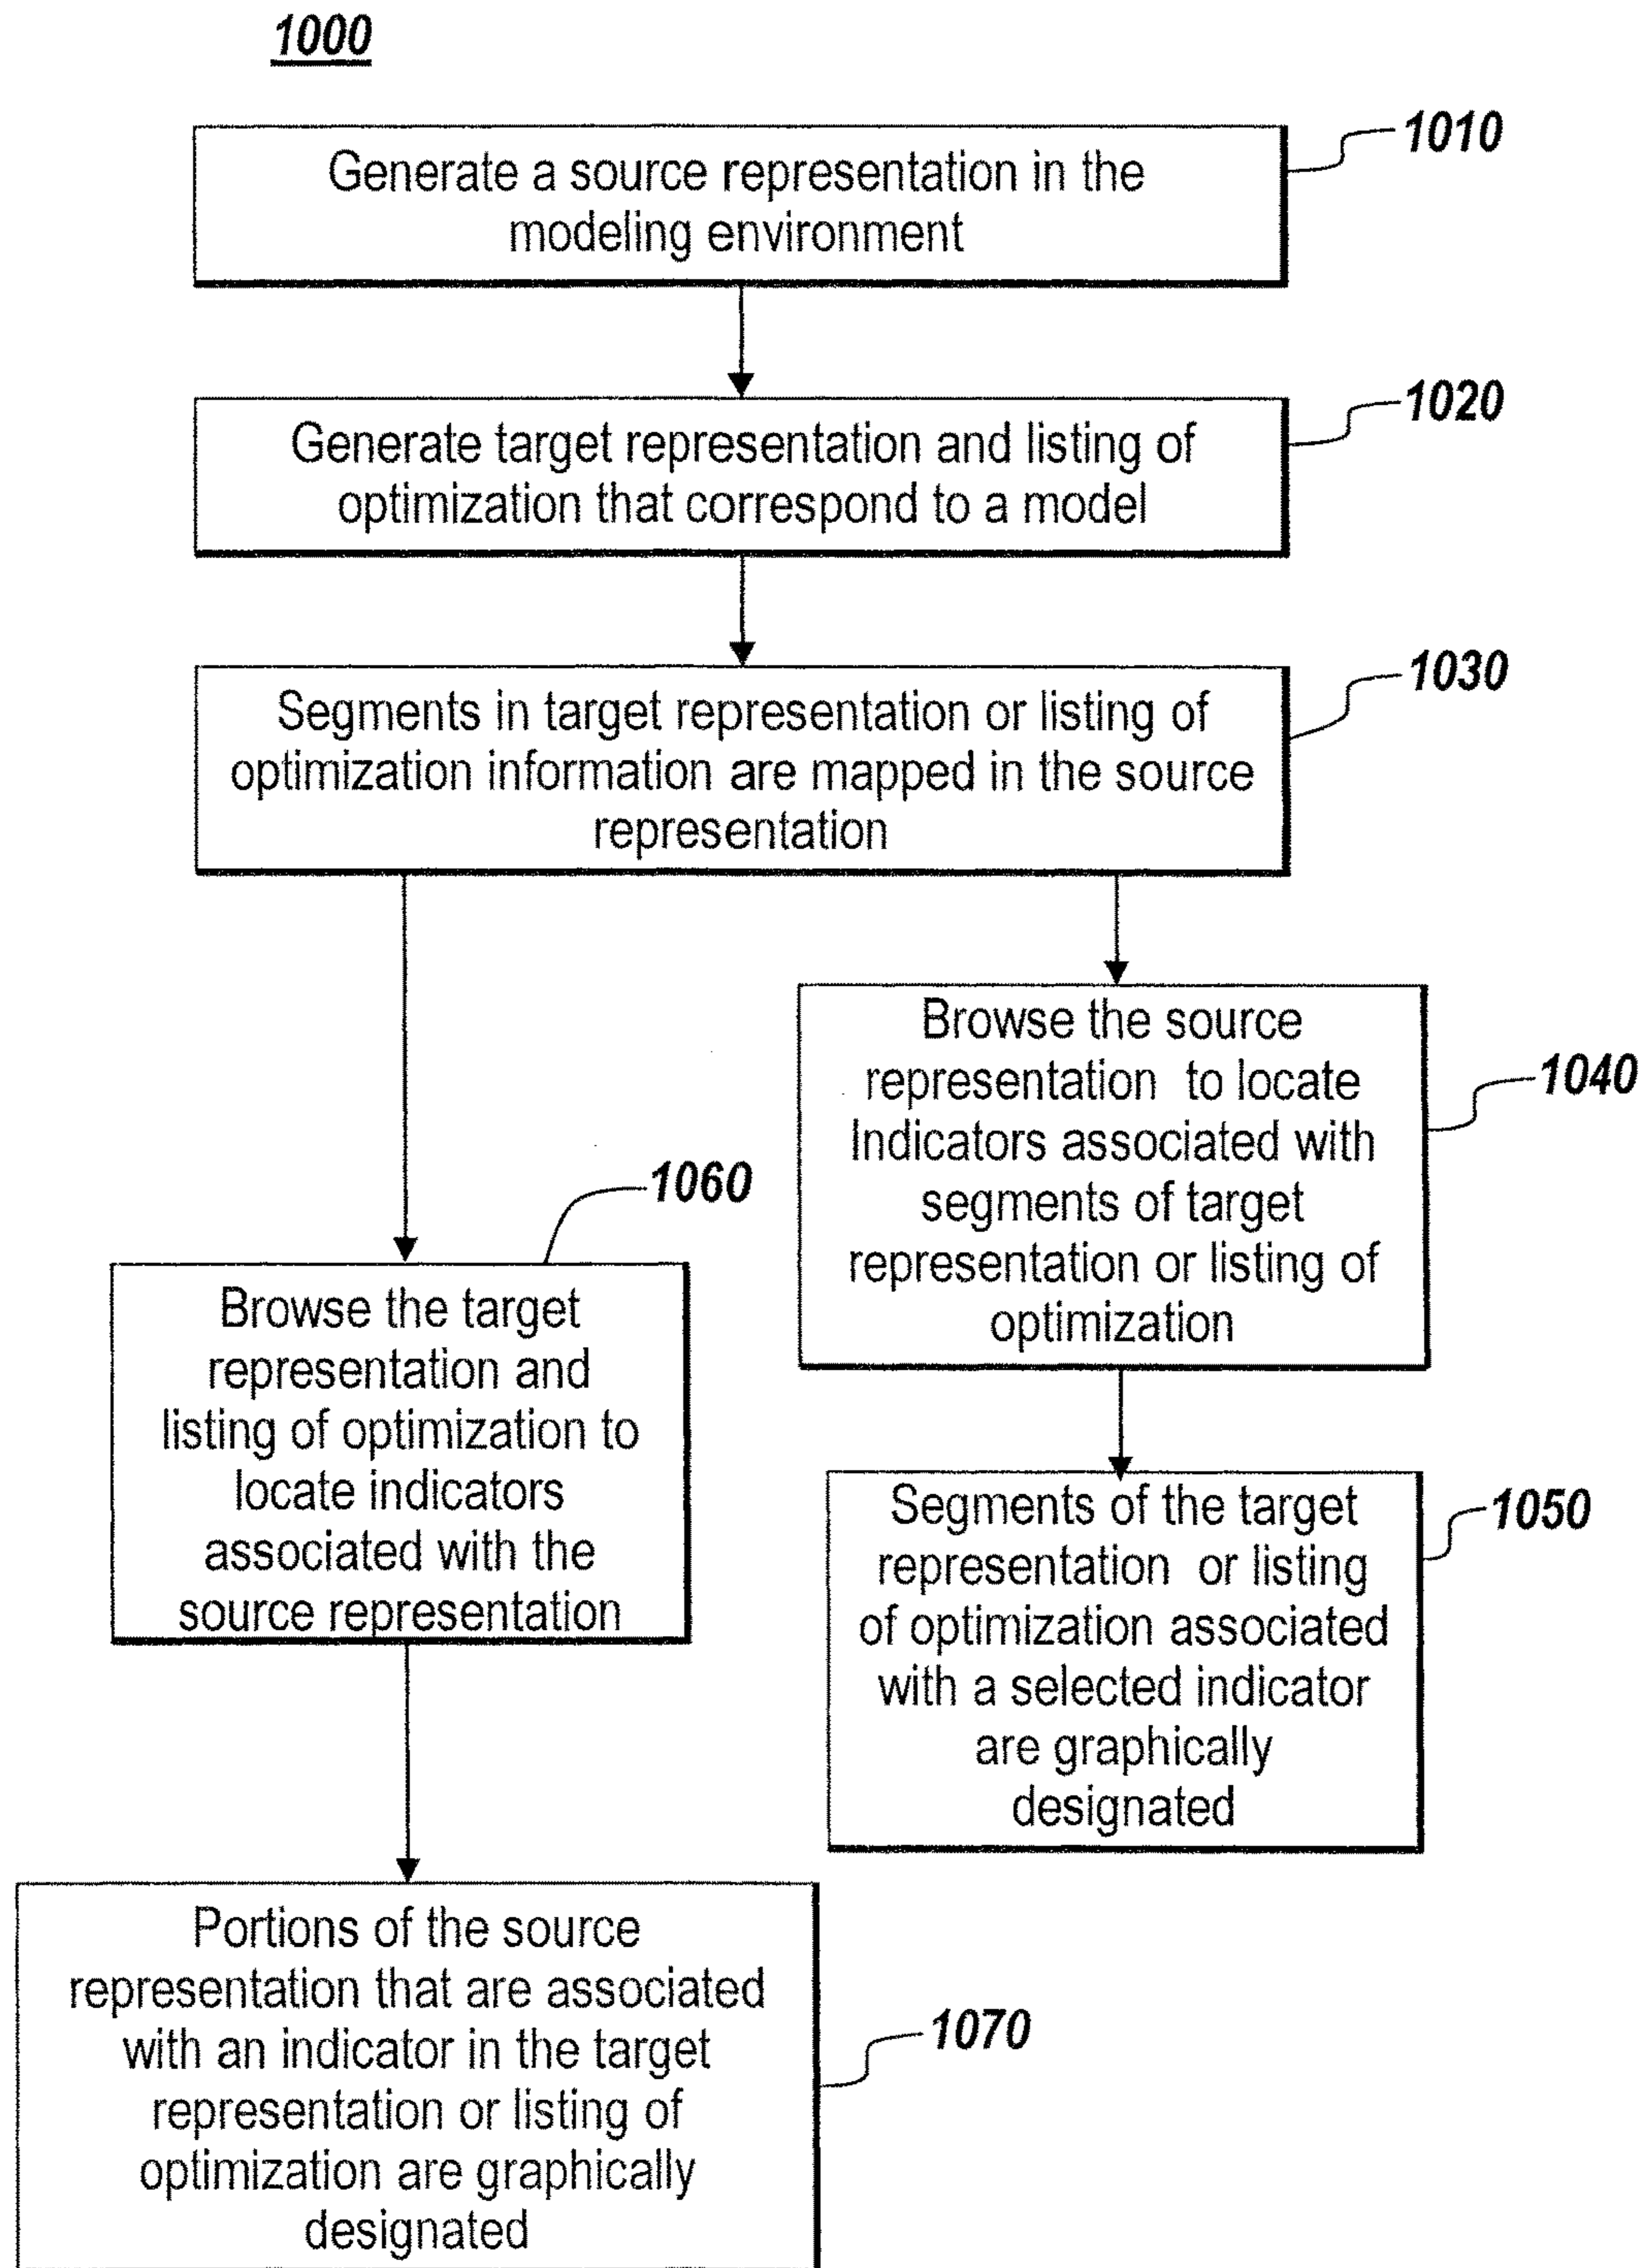 1000
1010
Generate a source representation in the
modeling environment
1020
Generate target representation and listing of
optimization that correspond to a model
1030
Segments in target representation or listing of
optimization information are mapped in the source
representation
1040
Browse the source
representation to locate
Indicators associated with
segments of target
representation or listing of
optimization
1060
Browse the target
representation and
listing of optimization to
locate indicators
associated with the
source representation
1050
Segments of the target
representation or listing
of optimization associated
with a selected indicator
are graphically
designated
1070
Portions of the source
representation that are associated
with an indicator in the target
representation or listing of
optimization are graphically
designated